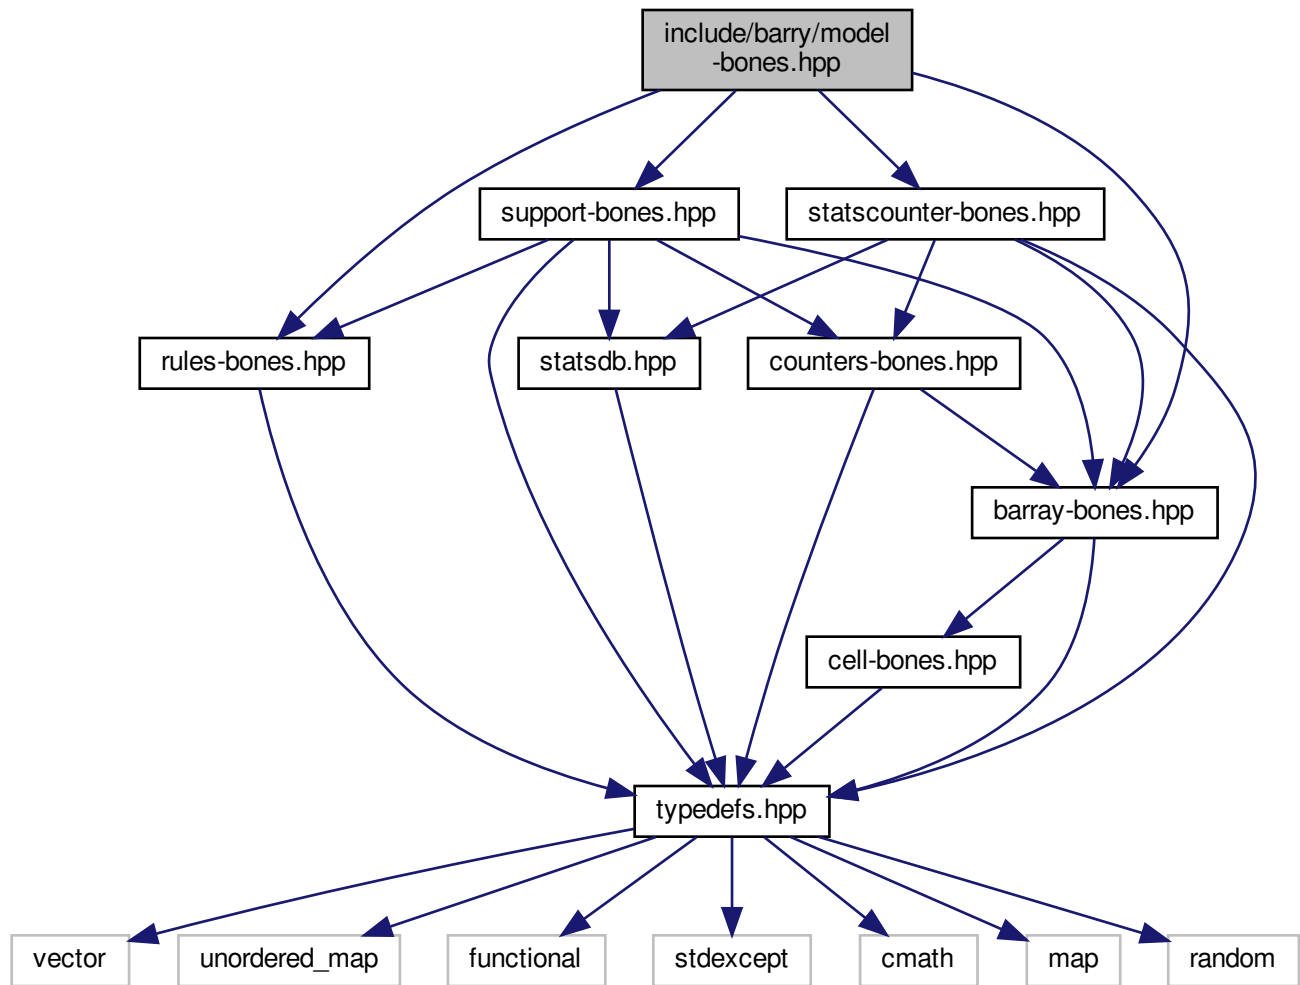 include/barry/model
-bones.hpp
support-bones.hpp
statscounter-bones.hpp
rules-bones.hpp
statsdb.hpp
counters-bones.hpp
barray-bones.hpp
cell-bones.hpp
typedefs.hpp
vector
unordered_map
functional
stdexcept
cmath
map
random